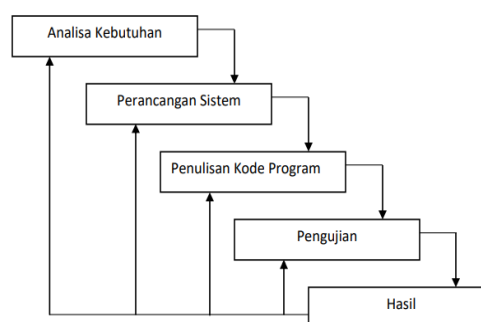 Analisa Kebutuhan
Perancangan Sistem
Penulisan Kode Program
Pengujian
Hasil